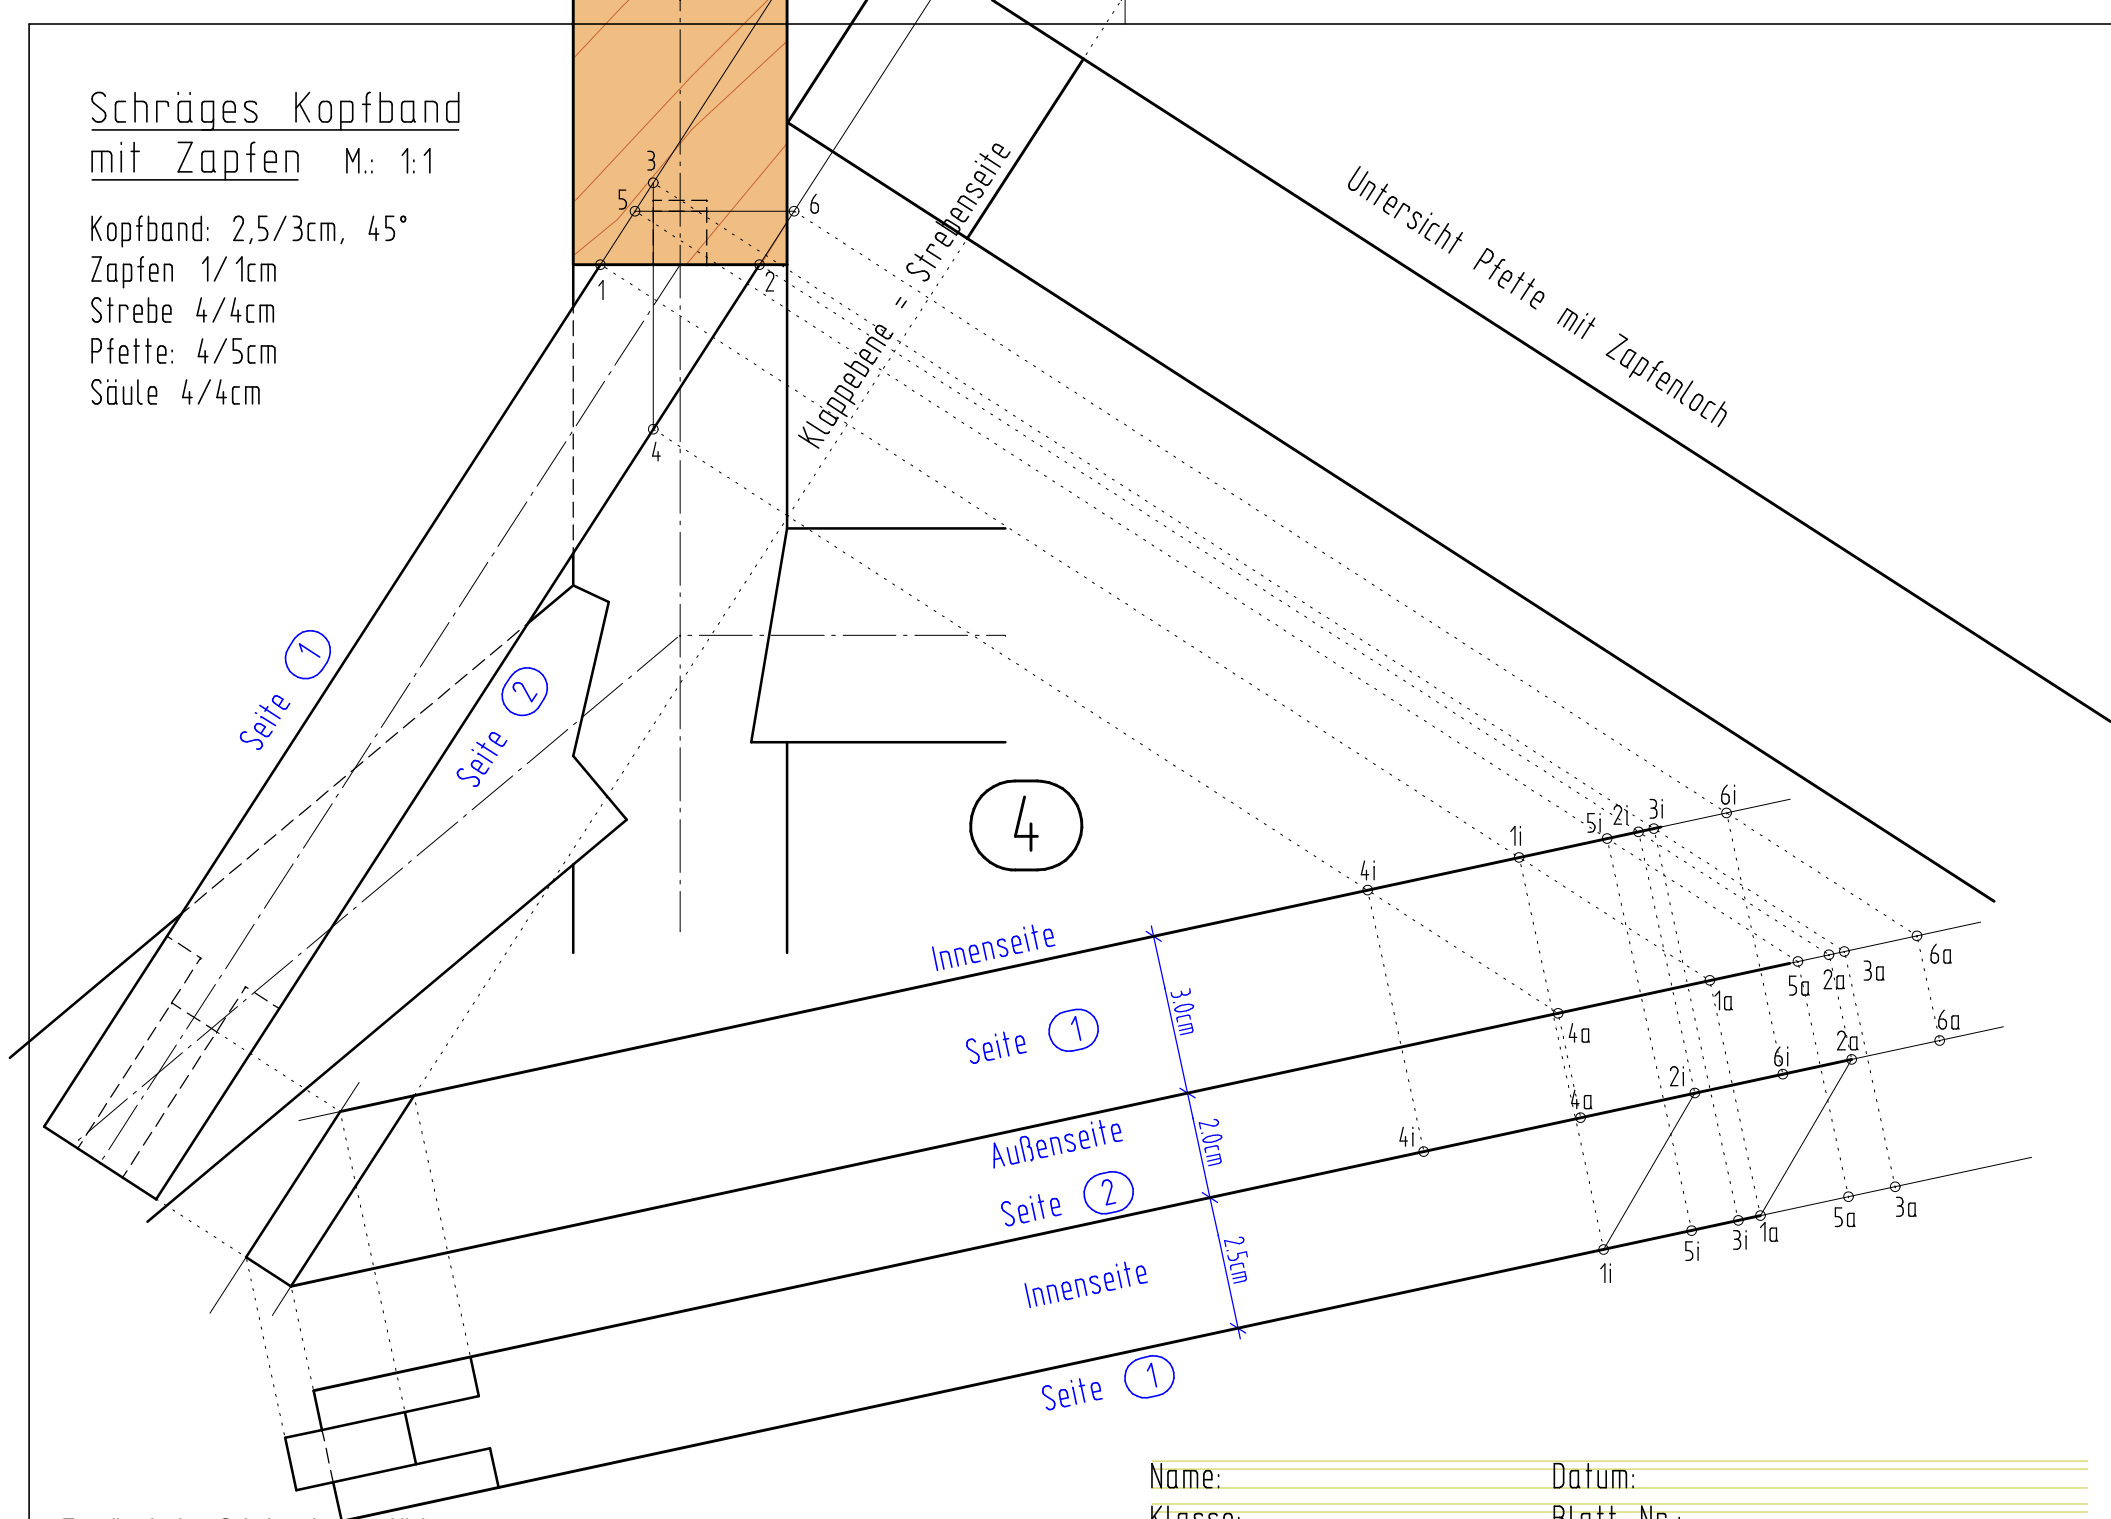 Schräges Kopfband
mit Zapfen M.: 1:1
Kopfband: 2,5/3cm, 45°
Zapfen 1/1cm
Strebe 4/4cm
Pfette: 4/5cm
Säule 4/4cm
3
5
6
1
2
4
Klappebene = Strebenseite
Untersicht Pfette mit Zapfenloch
Seite 1
Seite 2
4
4i
1i
5i
2i
3i
6i
Innenseite
3.0cm
Seite 1
4a
1a
5a
2a
3a
6a
Außenseite
2.0cm
Seite 2
4i
4a
2i
6i
2a
6a
Innenseite
2.5cm
1i
5i
3i
1a
5a
3a
Seite 1
Name: Datum:
Klasse: Blatt Nr.: